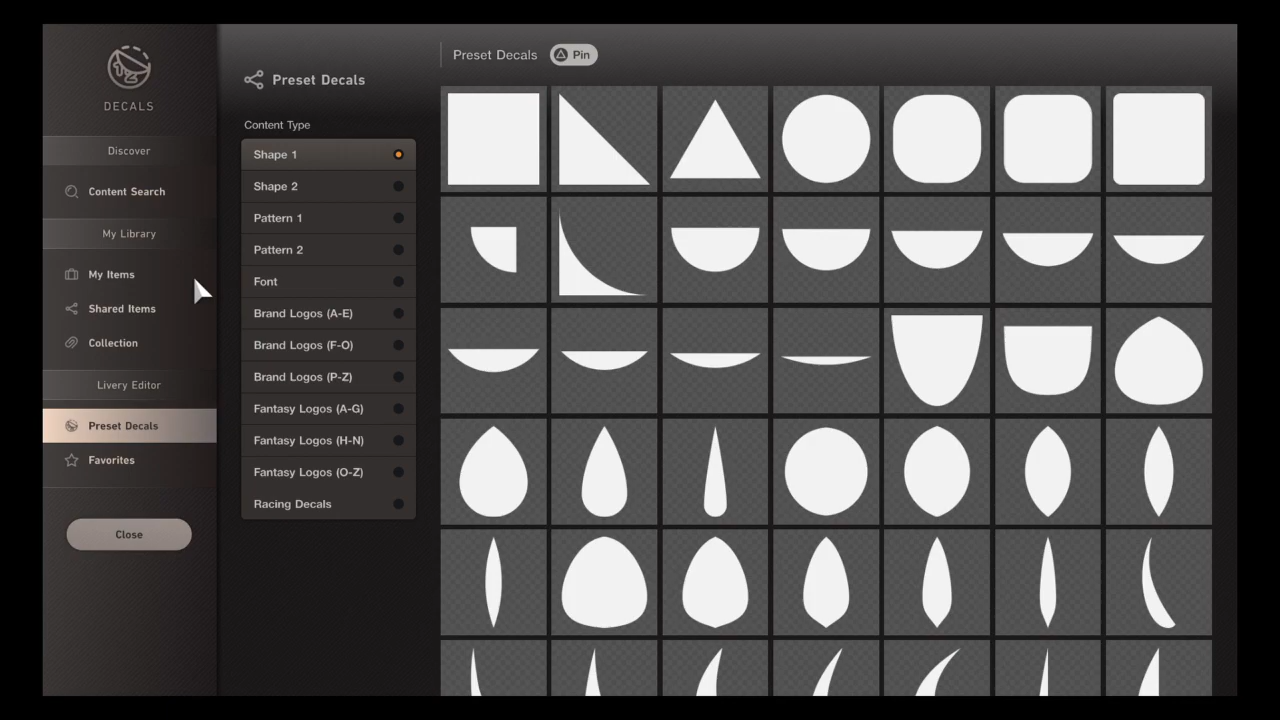 DECALS
Discover
Content Search
My Library
My Items
Shared Items
Collection
Livery Editor
Preset Decals
Favorites
Close
Preset Decals
Content Type
Shape 1
Shape 2
Pattern 1
Pattern 2
Font
Brand Logos (A-E)
Brand Logos (F-O)
Brand Logos (P-Z)
Fantasy Logos (A-G)
Fantasy Logos (H-N)
Fantasy Logos (O-Z)
Racing Decals
Preset Decals Pin